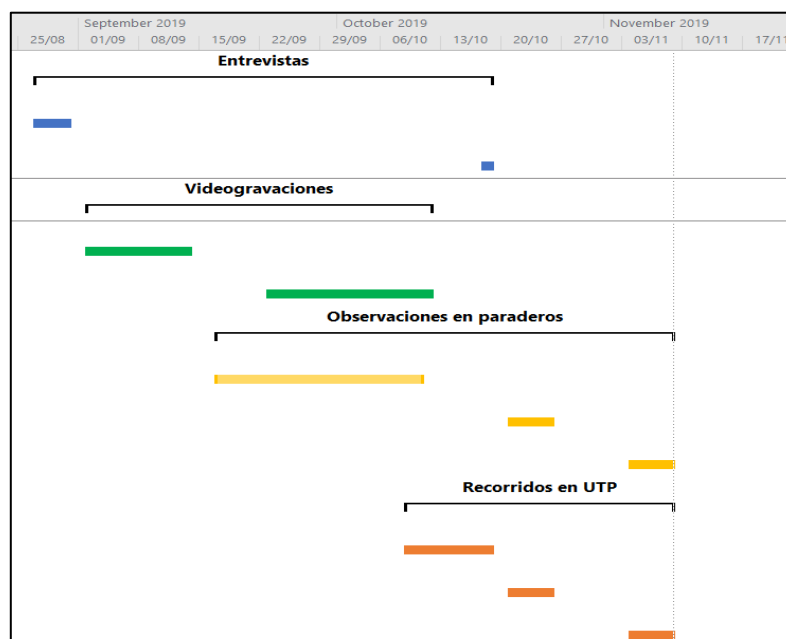 September 2019 October 2019 November 2019
25/08 01/09 08/09 15/09 22/09 29/09 06/10 13/10 20/10 27/10 03/11 10/11 17/11
Entrevistas
Videogravaciones
Observaciones en paraderos
Recorridos en UTP